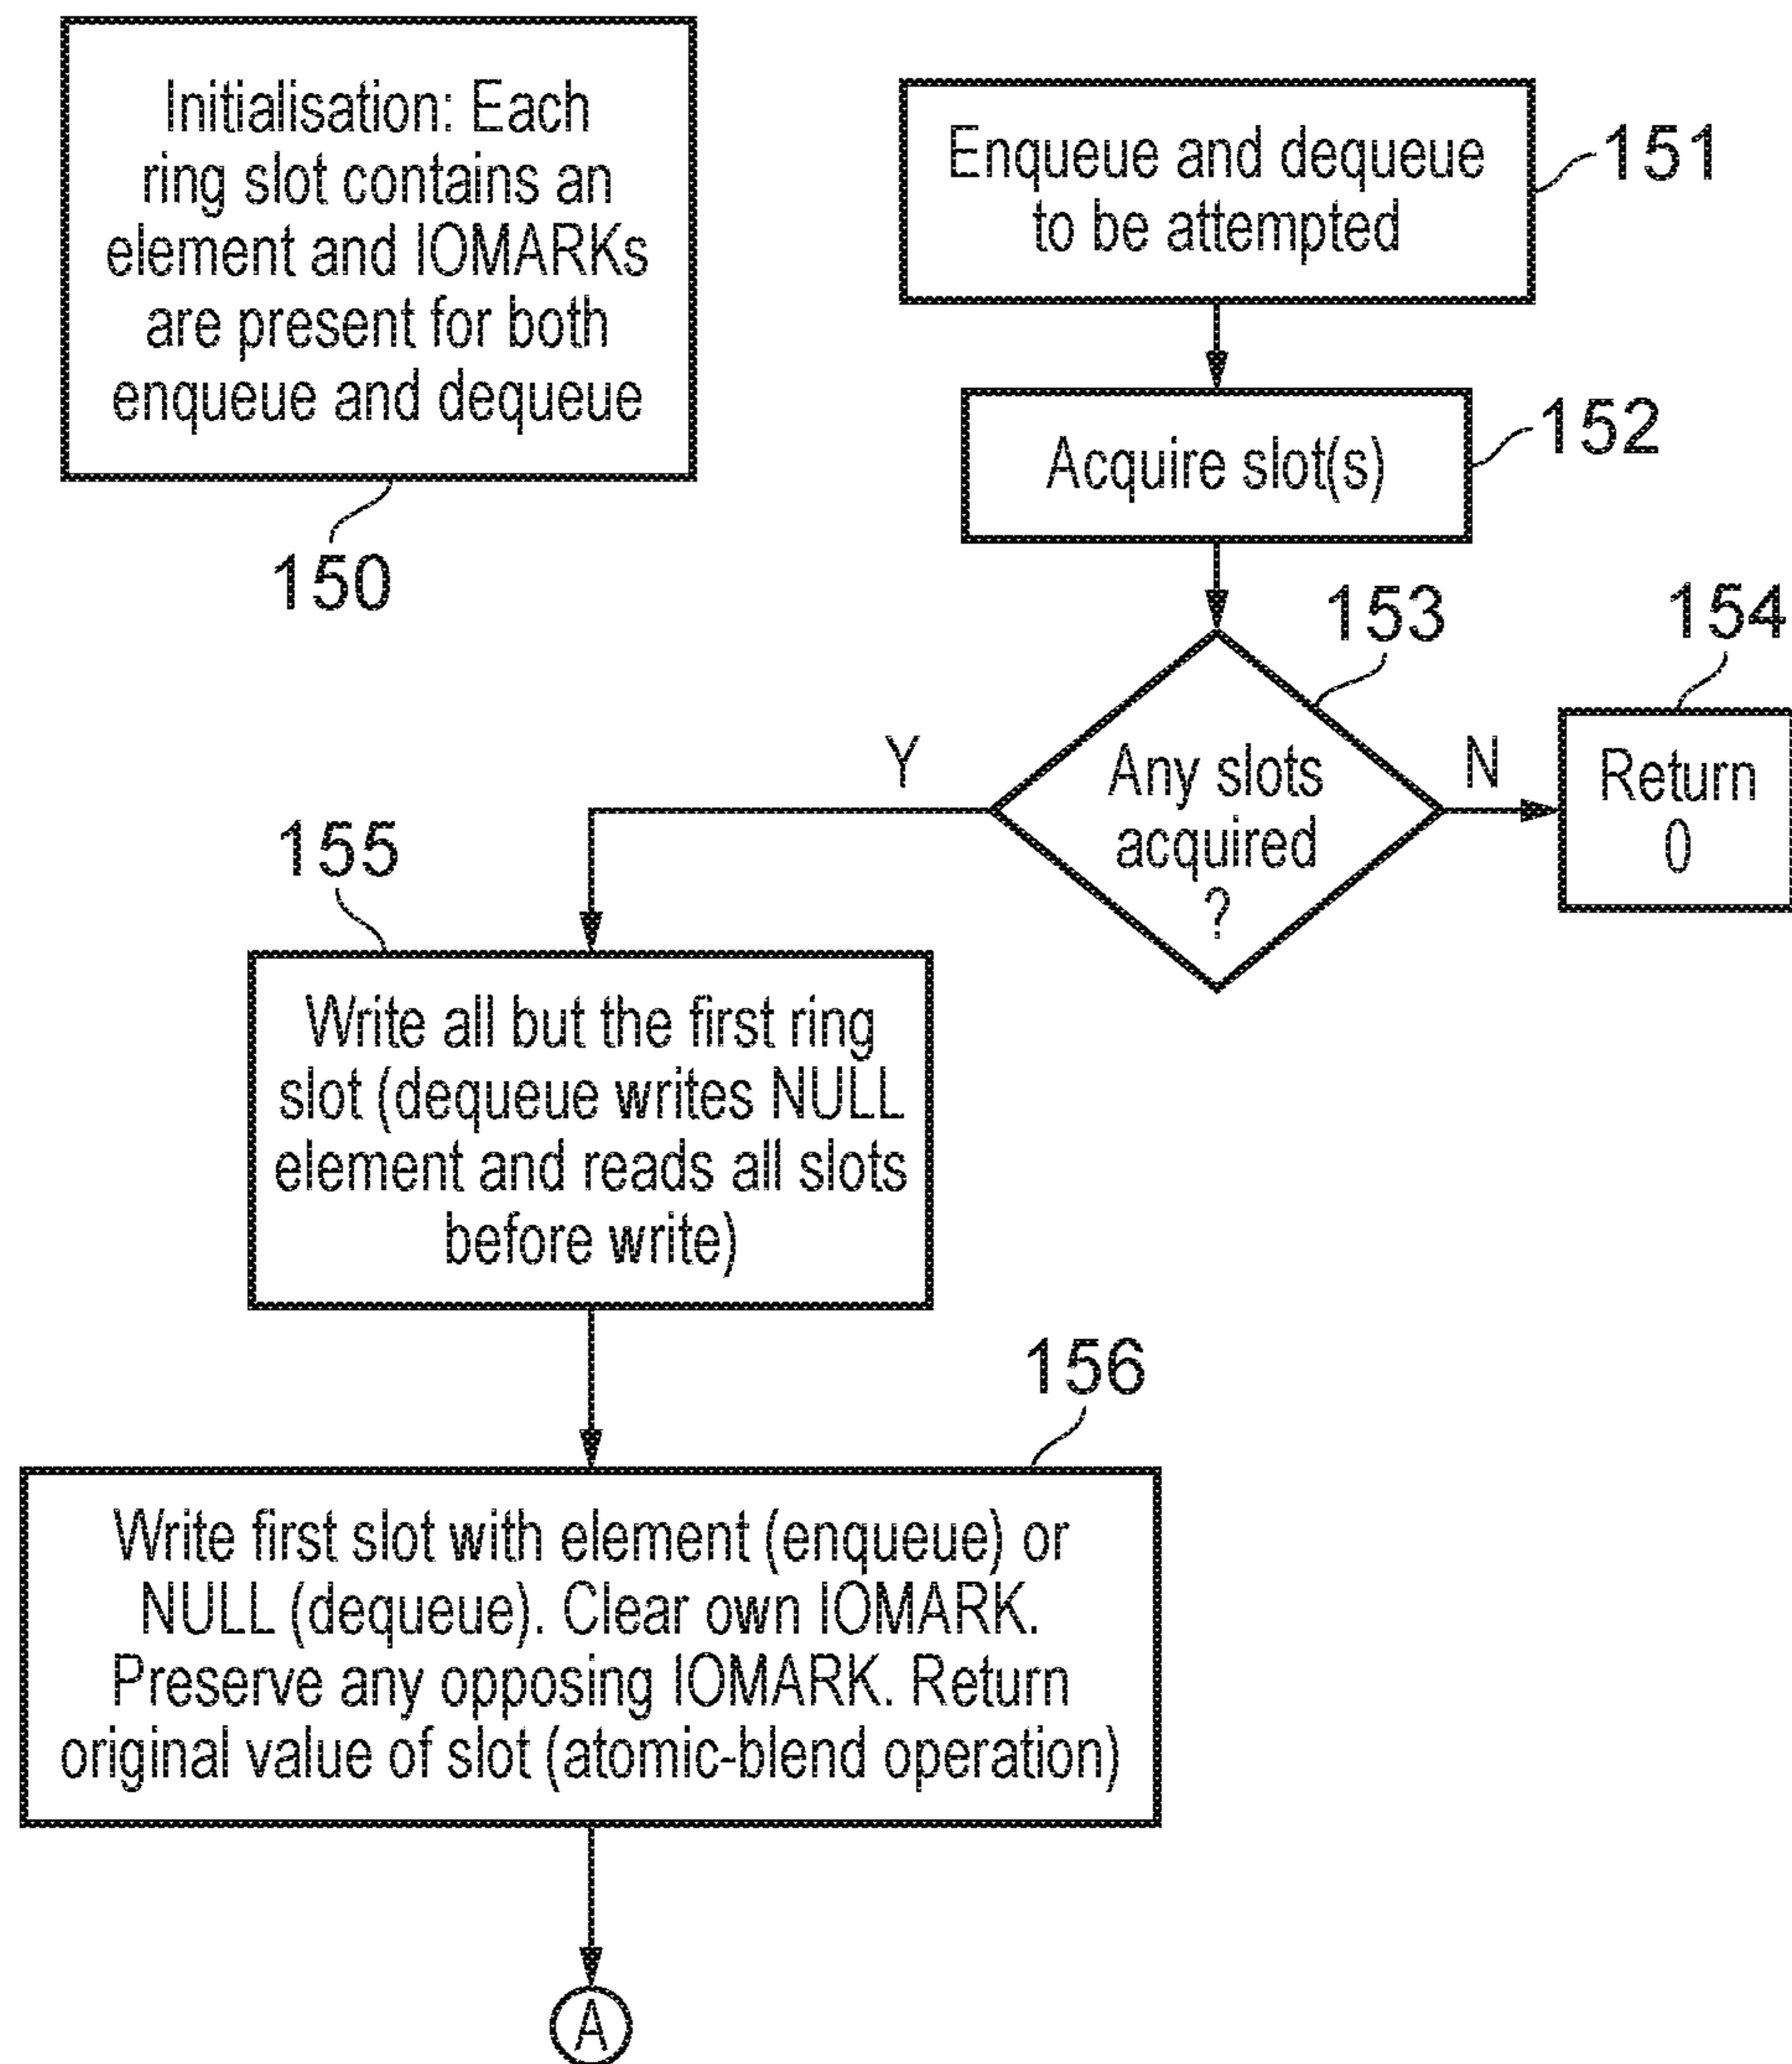 Initialisation: Each
ring slot contains an
element and IOMARKs
are present for both
enqueue and dequeue
150
Enqueue and dequeue
to be attempted
151
Acquire slot(s)
152
153
Any slots
acquired
?
Y
N
154
Return
0
155
Write all but the first ring
slot (dequeue writes NULL
element and reads all slots
before write)
156
Write first slot with element (enqueue) or
NULL (dequeue). Clear own IOMARK.
Preserve any opposing IOMARK. Return
original value of slot (atomic-blend operation)
A